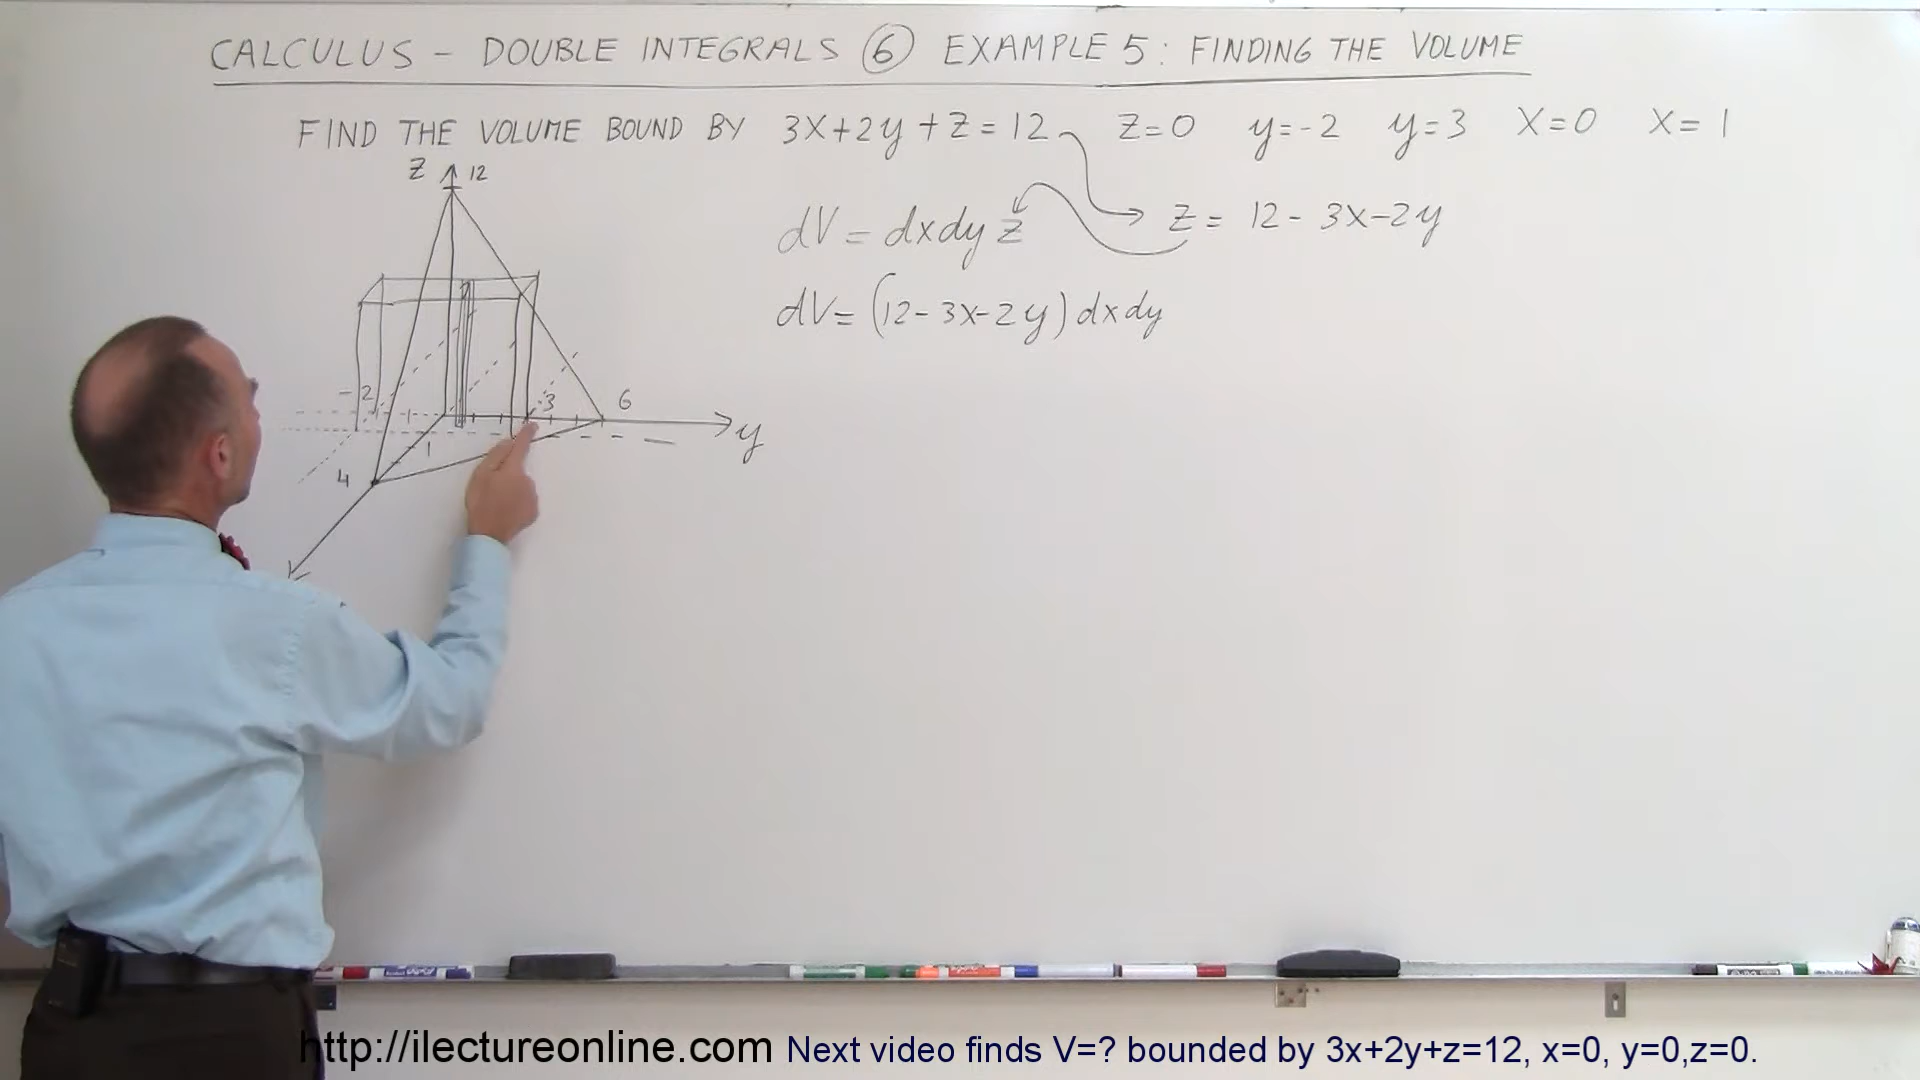 CALCULUS - DOUBLE INTEGRALS ⑥ EXAMPLE 5: FINDING THE VOLUME
FIND THE VOLUME BOUND BY 3X+2y+Z=12 Z=0 y=-2 y=3 X=0 X=1
Z 12
dV = dxdy z
z = 12 - 3x - 2y
dV = (12 - 3x - 2y) dxdy
-2 3 6
y
1
4
http://ilectureonline.com Next video finds V=? bounded by 3x+2y+z=12, x=0, y=0,z=0.